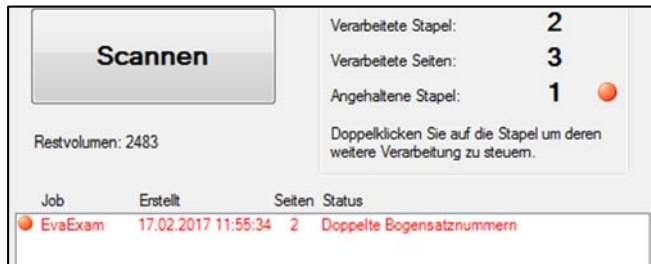 Scannen
Restvolumen: 2483
Verarbeitete Stapel: 2
Verarbeitete Seiten: 3
Angehaltene Stapel: 1
Doppelklicken Sie auf die Stapel um deren
weitere Verarbeitung zu steuern.
Job Erstellt Seiten Status
EvaExam 17.02.2017 11:55:34 2 Doppelte Bogensatznummern